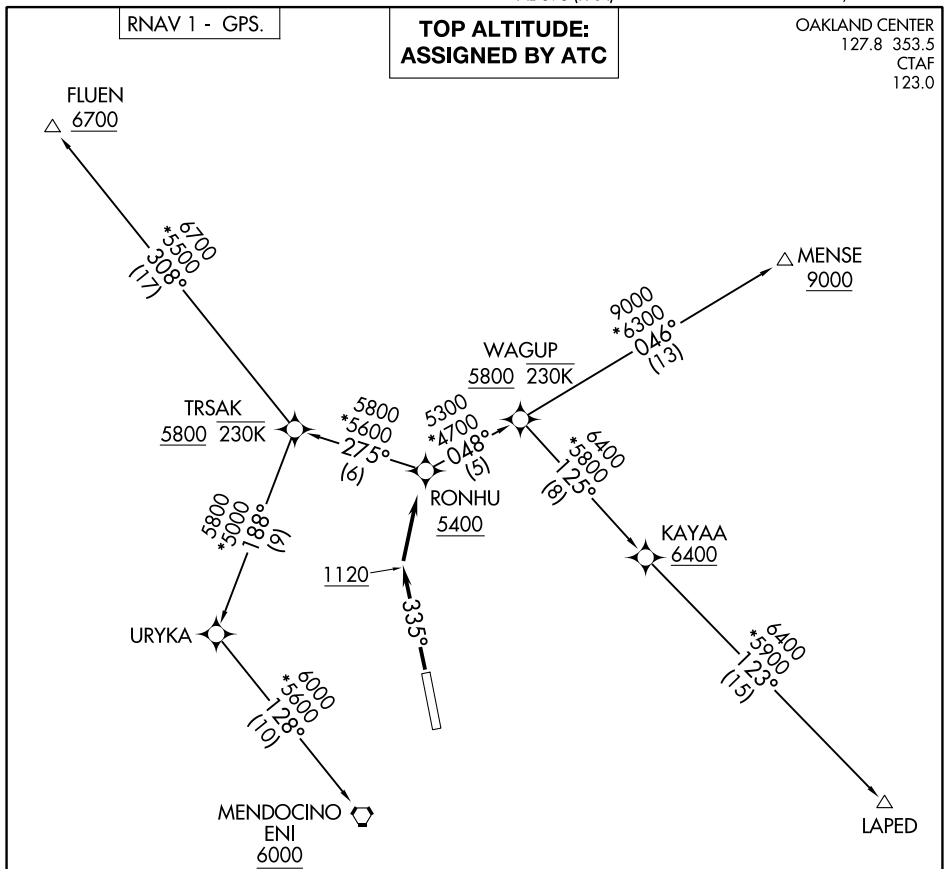 RNAV 1 - GPS.
TOP ALTITUDE:
ASSIGNED BY ATC
OAKLAND CENTER
127.8 353.5
CTAF
123.0
FLUEN
6700
6700
*5500
308°
(17)
MENSE
9000
9000
*6300
046°
(13)
WAGUP
5800 230K
TRSAK
5800 230K
5800
*5600
275°
(6)
5300
*4700
048°
(5)
RONHU
5400
6400
*5800
125°
(8)
KAYAA
6400
1120
335°
5800
*5000
188°
(9)
URYKA
6400
*5900
123°
(15)
6000
*5600
128°
(10)
MENDOCINO
ENI
6000
LAPED